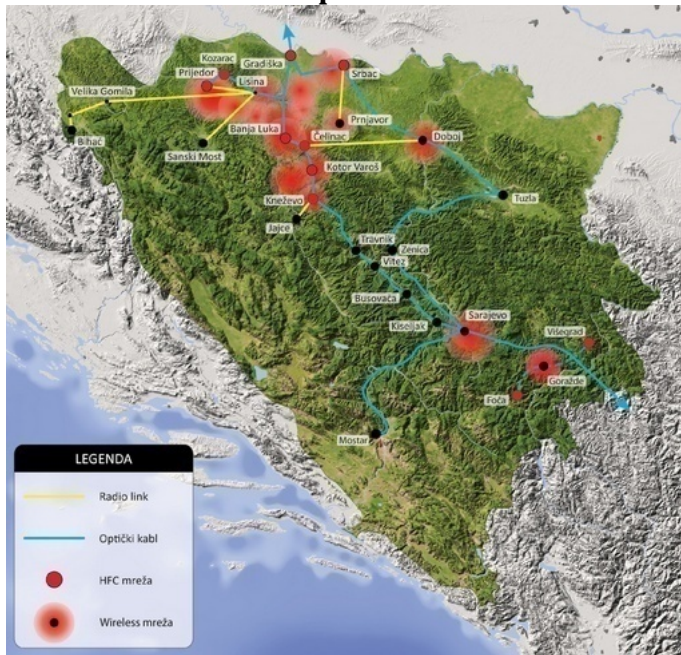 Kozarac
Gradiška
Prijedor
Lisina
Srbac
Velika Gomila
Prnjavor
Banja Luka
Čelinac
Doboj
Bihać
Sanski Most
Kotor Varoš
Kneževo
Tuzla
Jajce
Travnik
Zenica
Vitez
Busovača
Sarajevo
Kiseljak
Višegrad
Goražde
Foča
Mostar
LEGENDA
Radio link
Optički kabl
HFC mreža
Wireless mreža